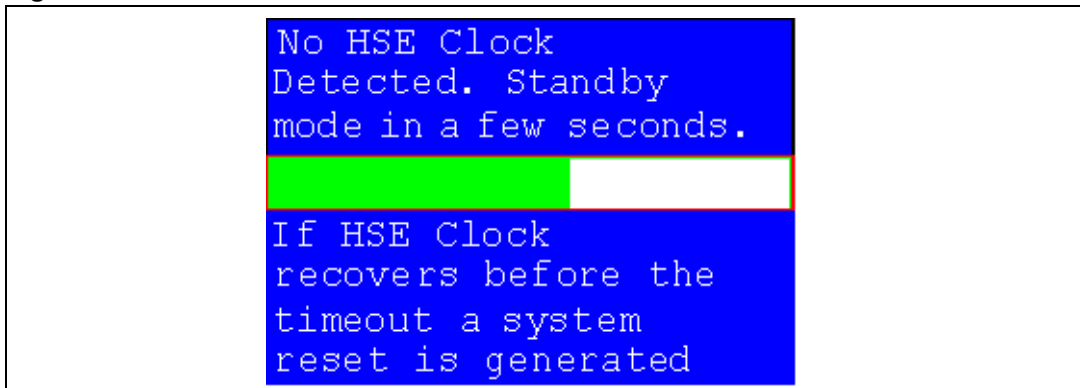 No HSE Clock
Detected. Standby
mode in a few seconds.
If HSE Clock
recovers before the
timeout a system
reset is generated